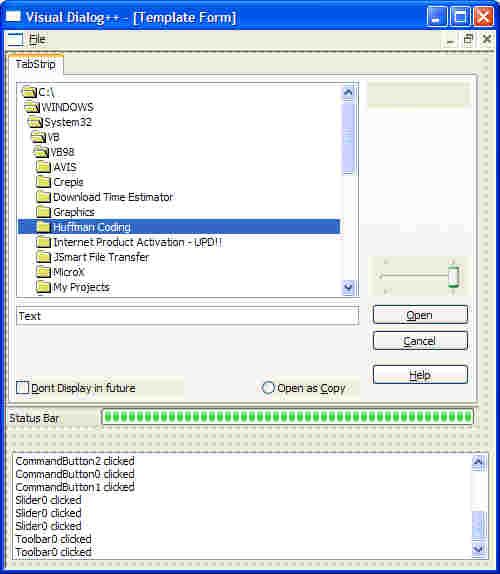 Visual Dialog++ - [Template Form]
File
TabStrip
C:\
WINDOWS
System32
VB
VB98
AVIS
Crepis
Download Time Estimator
Graphics
Huffman Coding
Internet Product Activation - UPD!!
JSmart File Transfer
MicroX
My Projects
Text
Open
Cancel
Help
Dont Display in future
Open as Copy
Status Bar
CommandButton2 clicked
CommandButton0 clicked
CommandButton1 clicked
Slider0 clicked
Slider0 clicked
Slider0 clicked
Toolbar0 clicked
Toolbar0 clicked